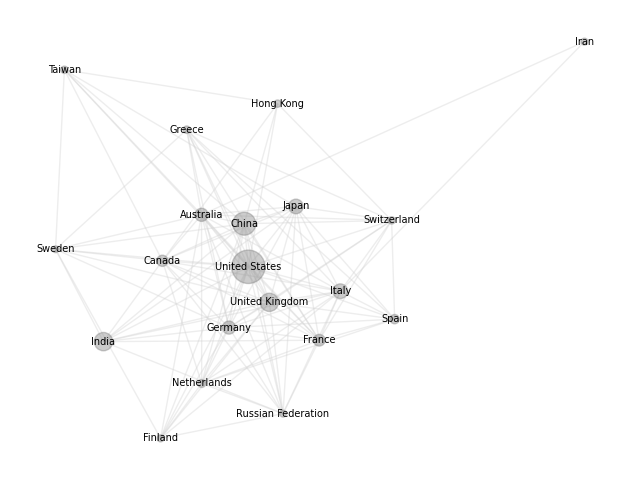 Iran
Taiwan
Hong Kong
Greece
Japan
Australia
China
Switzerland
Sweden
Canada
United States
Italy
United Kingdom
Spain
Germany
France
India
Netherlands
Russian Federation
Finland